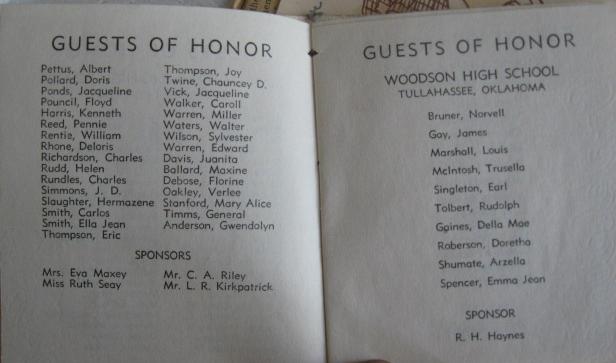 GUESTS OF HONOR
Pettus, Albert
Pollard, Doris
Ponds, Jacqueline
Pouncil, Floyd
Harris, Kenneth
Reed, Pennie
Rentie, William
Rhone, Deloris
Richardson, Charles
Rudd, Helen
Rundles, Charles
Simmons, J. D.
Slaughter, Hermazene
Smith, Carlos
Smith, Ella Jean
Thompson, Eric
Thompson, Joy
Twine, Chauncey D.
Vick, Jacqueline
Walker, Caroll
Warren, Miller
Waters, Walter
Wilson, Sylvester
Warren, Edward
Davis, Juanita
Ballard, Maxine
Debose, Florine
Oakley, Verlee
Stanford, Mary Alice
Timms, General
Anderson, Gwendolyn
SPONSORS
Mrs. Eva Maxey
Miss Ruth Seay
Mr. C. A. Riley
Mr. L. R. Kirkpatrick
GUESTS OF HONOR
WOODSON HIGH SCHOOL
TULLAHASSEE, OKLAHOMA
Bruner, Norvell
Gay, James
Marshall, Louis
McIntosh, Trusella
Singleton, Earl
Tolbert, Rudolph
Gaines, Della Mae
Roberson, Doretha
Shumate, Arzella
Spencer, Emma Jean
SPONSOR
R. H. Haynes